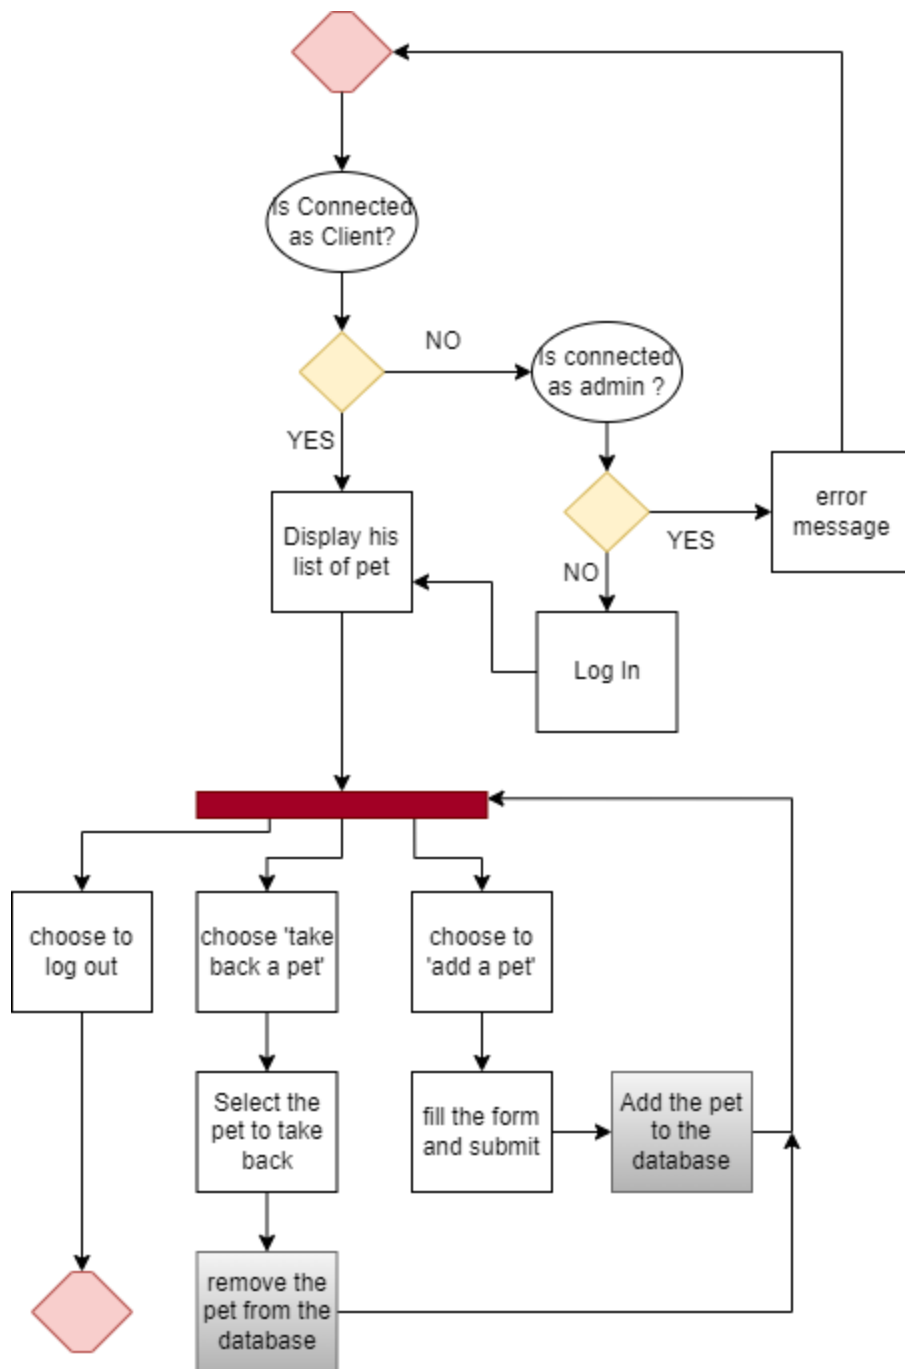 Is Connected
as Client?
NO
Is connected
as admin ?
YES
error
message
Display his
list of pet
YES
NO
Log In
choose to
log out
choose 'take
back a pet'
choose to
'add a pet'
Select the
pet to take
back
fill the form
and submit
Add the pet
to the
database
remove the
pet from the
database